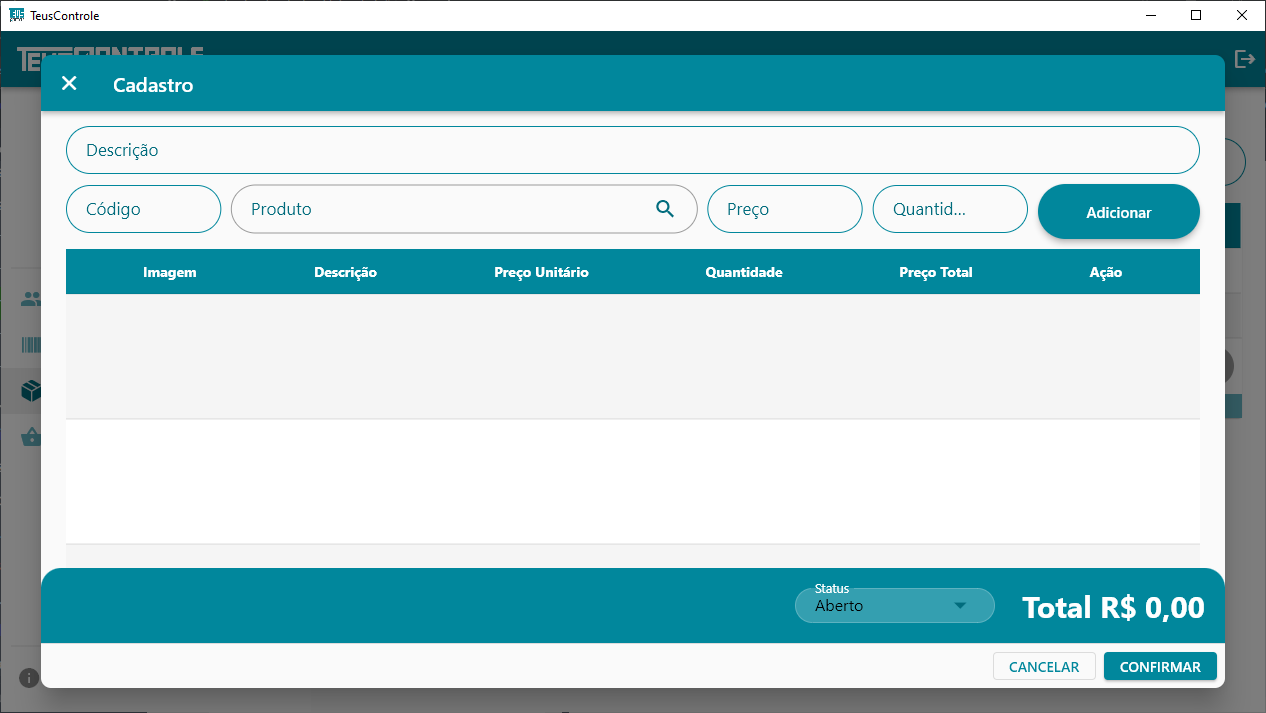 TeusControle
Cadastro
Descrição
Código Produto Preço Quantid... Adicionar
Imagem Descrição Preço Unitário Quantidade Preço Total Ação
Status
Aberto
Total R$ 0,00
CANCELAR CONFIRMAR